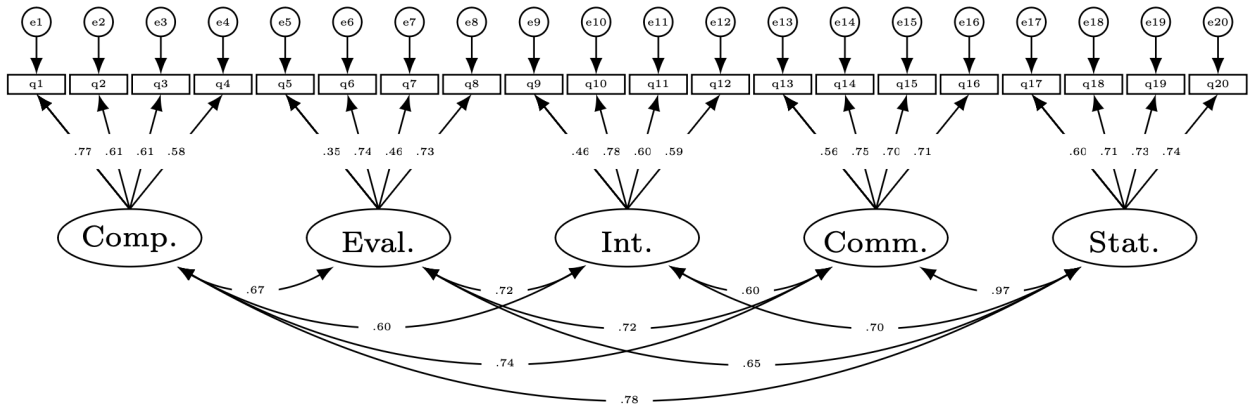 e1 e2 e3 e4 e5 e6 e7 e8 e9 e10 e11 e12 e13 e14 e15 e16 e17 e18 e19 e20
q1 q2 q3 q4 q5 q6 q7 q8 q9 q10 q11 q12 q13 q14 q15 q16 q17 q18 q19 q20
.77 .61 .61 .58 .35 .74 .46 .73 .46 .78 .60 .59 .56 .75 .70 .71 .60 .71 .73 .74
Comp. Eval. Int. Comm. Stat.
.67 .72 .60 .97
.60 .72 .70
.74 .65
.78